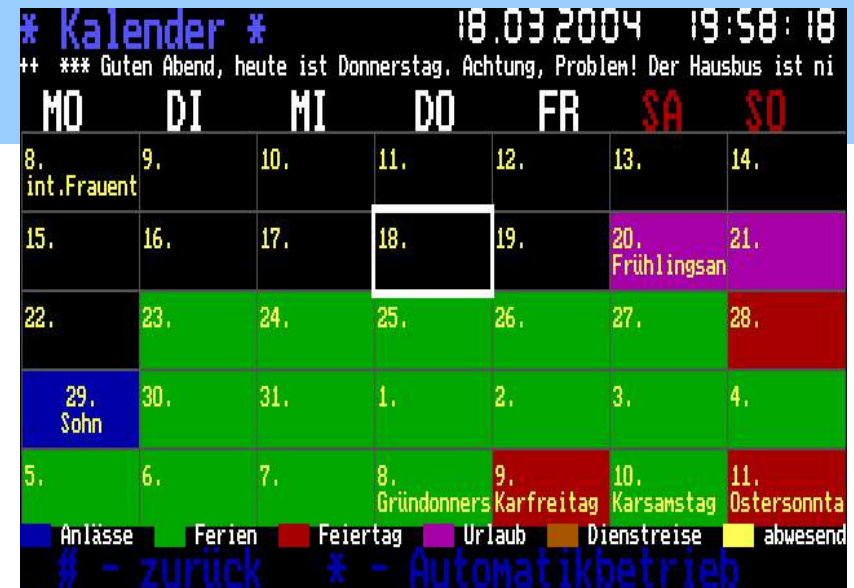 * Kalender * 18.03.2004 19:58:18
++ *** Guten Abend, heute ist Donnerstag. Achtung, Problem! Der Hausbus ist ni
MO DI MI DO FR SA SO
8. 9. 10. 11. 12. 13. 14.
int.Frauent
15. 16. 17. 18. 19. 20. 21.
Frühlingsan
22. 23. 24. 25. 26. 27. 28.
29. 30. 31. 1. 2. 3. 4.
Sohn
5. 6. 7. 8. 9. 10. 11.
Gründonners Karfreitag Karsamstag Ostersonnta
Anlässe Ferien Feiertag Urlaub Dienstreise abwesend
# - zurück * - Automatikbetrieb